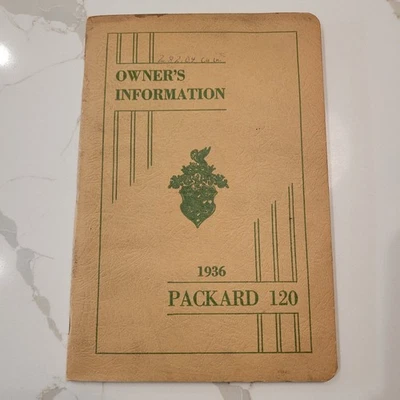 OWNER'S
INFORMATION
1936
PACKARD 120